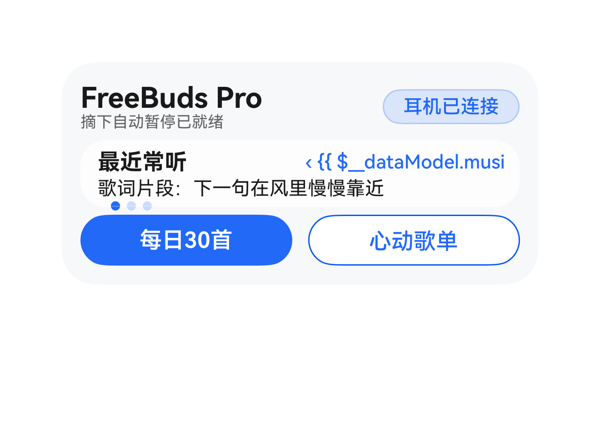 FreeBuds Pro
耳机已连接
摘下自动暂停已就绪
最近常听
‹ {{ $__dataModel.musi
歌词片段：下一句在风里慢慢靠近
每日30首
心动歌单